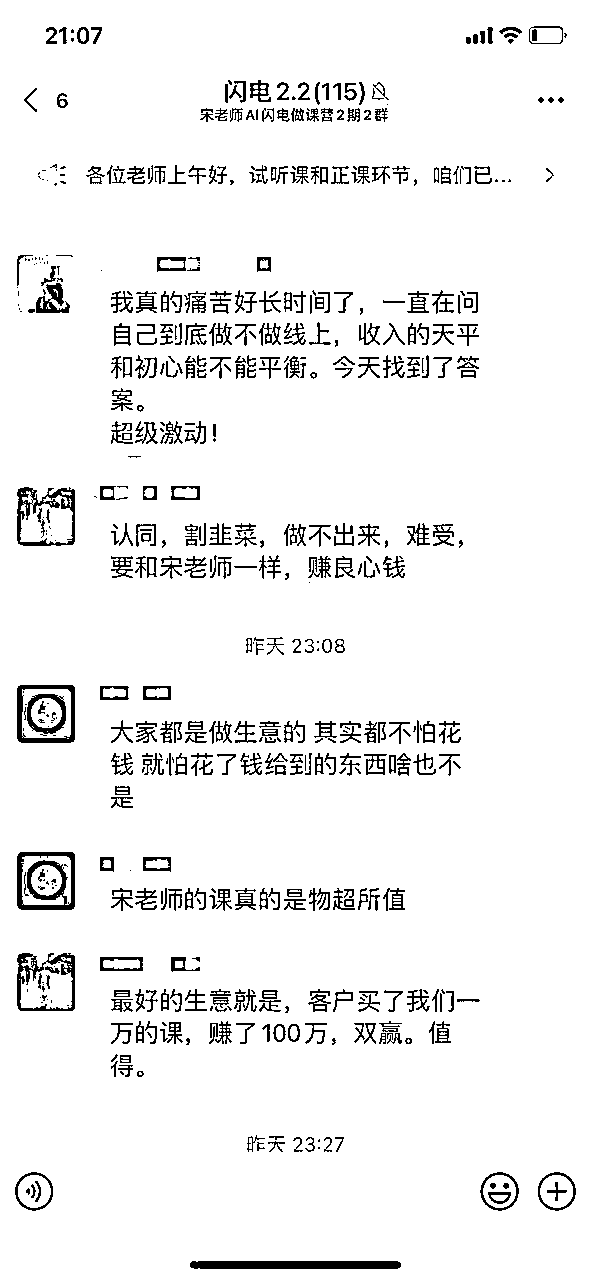 21:07
6
闪电2.2(115)
宋老师AI闪电做课营2期2群
各位老师上午好，试听课和正课环节，咱们已...
我真的痛苦好长时间了，一直在问
自己到底做不做线上，收入的天平
和初心能不能平衡。今天找到了答
案。
超级激动！
认同，割韭菜，做不出来，难受，
要和宋老师一样，赚良心钱
昨天 23:08
大家都是做生意的 其实都不怕花
钱 就怕花了钱给到的东西啥也不
是
宋老师的课真的是物超所值
最好的生意就是，客户买了我们一
万的课，赚了100万，双赢。值
得。
昨天 23:27